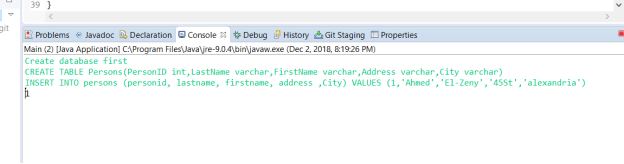 39 }
git
Problems @ Javadoc Declaration Console Debug History Git Staging Properties
Main (2) [Java Application] C:\Program Files\Java\jre-9.0.4\bin\javaw.exe (Dec 2, 2018, 8:19:26 PM)
Create database first
CREATE TABLE Persons(PersonID int,LastName varchar,FirstName varchar,Address varchar,City varchar)
INSERT INTO persons (personid, lastname, firstname, address ,City) VALUES (1,'Ahmed','El-Zeny','45St','alexandria')
1